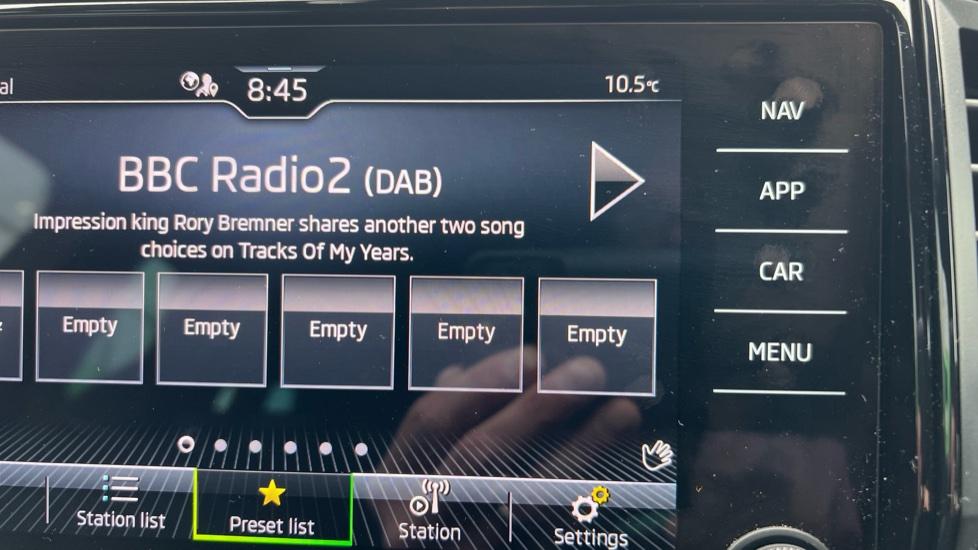 al
8:45
10.5°C
NAV
BBC Radio2 (DAB)
APP
Impression king Rory Bremner shares another two song
choices on Tracks Of My Years.
CAR
Empty Empty Empty Empty Empty
MENU
Station list
Preset list
Station
Settings